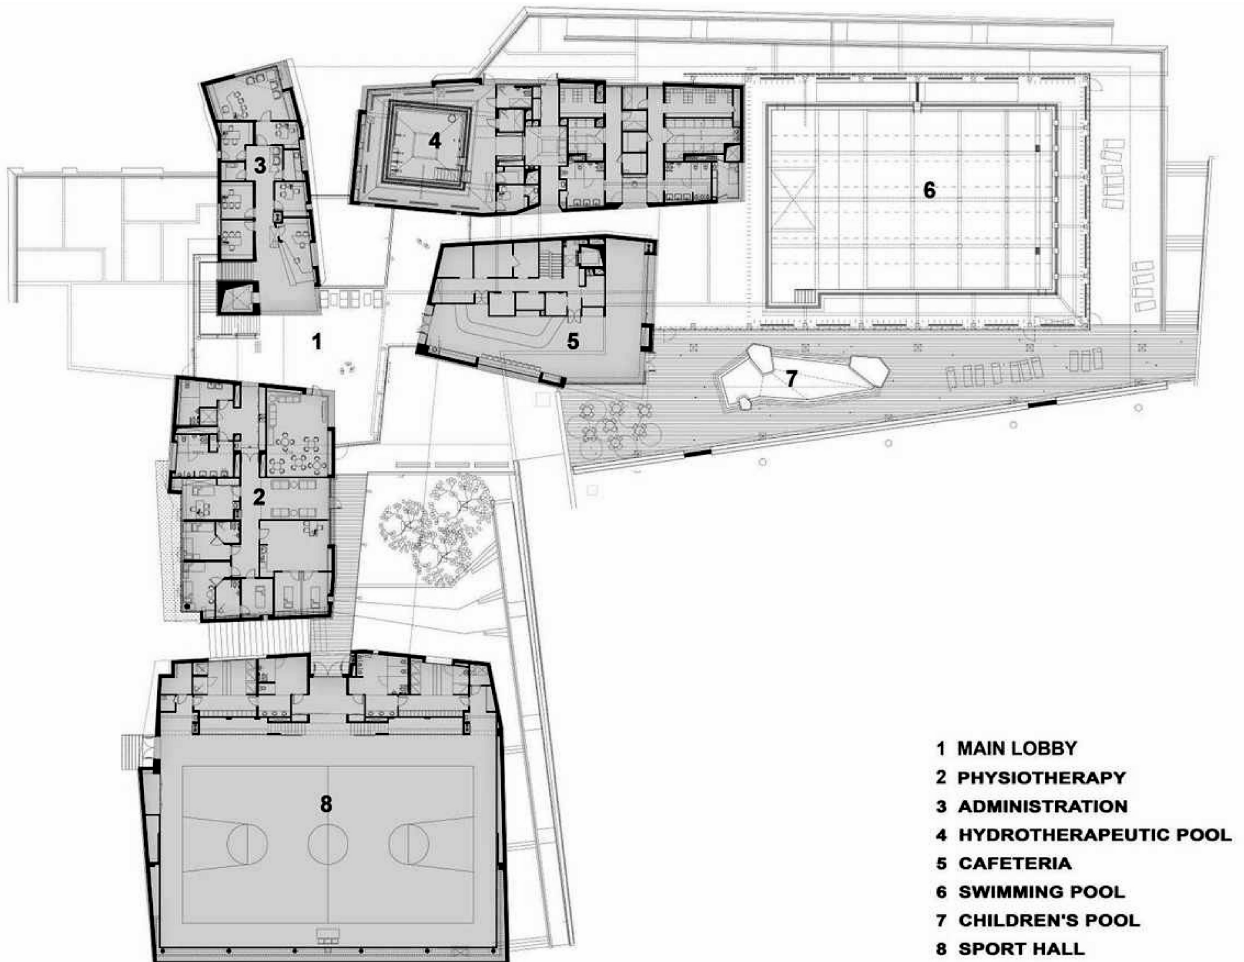 3
4
6
1
5
7
2
8
1 MAIN LOBBY
2 PHYSIOTHERAPY
3 ADMINISTRATION
4 HYDROTHERAPEUTIC POOL
5 CAFETERIA
6 SWIMMING POOL
7 CHILDREN'S POOL
8 SPORT HALL